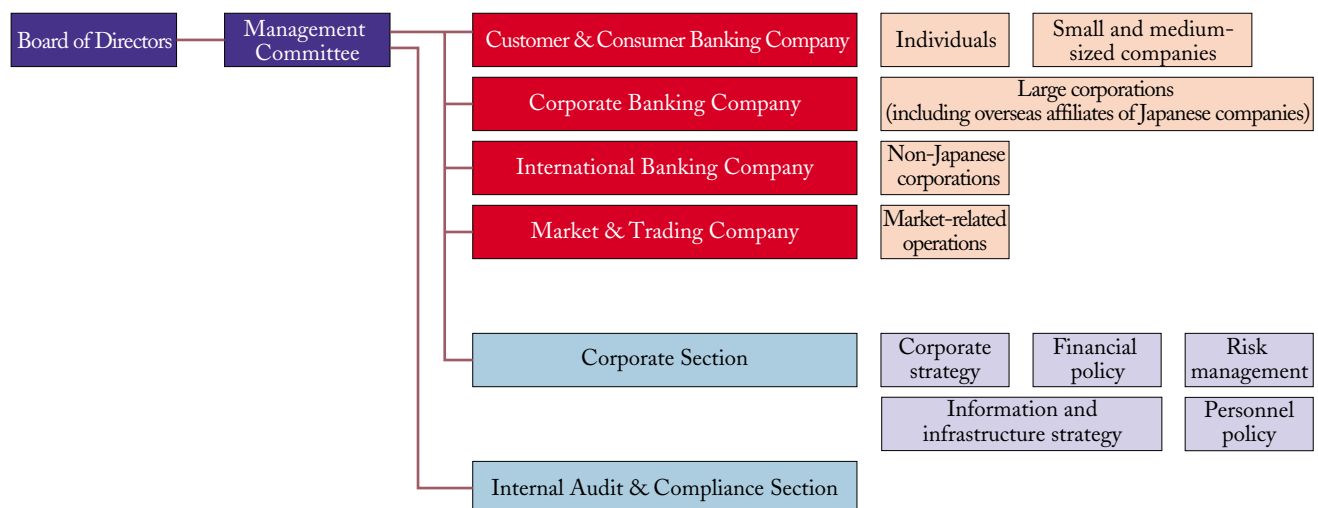 Board of Directors
Management
Committee
Customer & Consumer Banking Company
Individuals
Small and medium-
sized companies
Corporate Banking Company
Large corporations
(including overseas affiliates of Japanese companies)
International Banking Company
Non-Japanese
corporations
Market & Trading Company
Market-related
operations
Corporate Section
Corporate
strategy
Financial
policy
Risk
management
Information and
infrastructure strategy
Personnel
policy
Internal Audit & Compliance Section